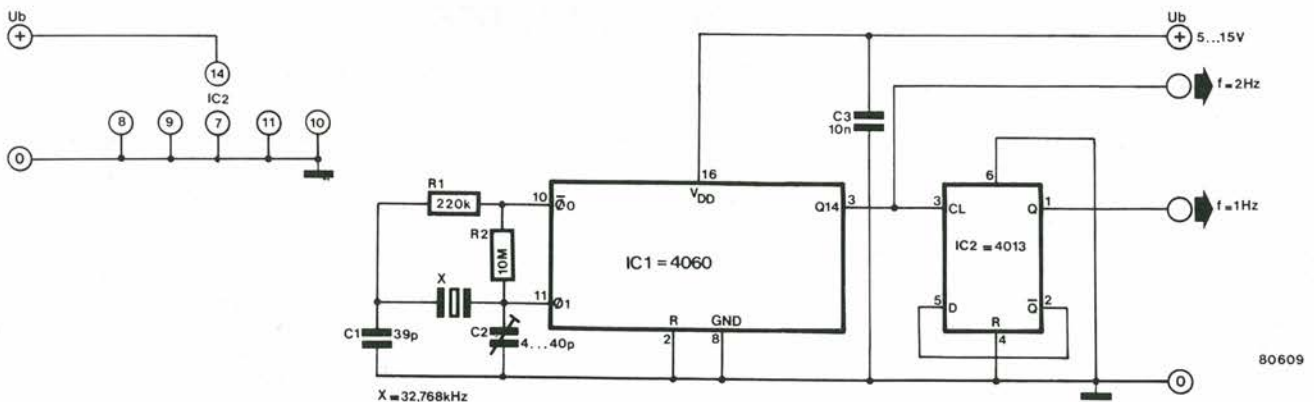 Ub
+
14
IC2
8
9
7
11
10
0
Ub
+
5...15V
f=2Hz
C3
10n
16
VDD
6
R1
220k
10
Ø0
Q14
3
3
CL
Q
1
f=1Hz
R2
10M
IC1 = 4060
IC2 = 4013
X
11
Ø1
5
D
Q
2
C1
39p
C2
4...40p
R
2
GND
8
R
4
0
80609
X = 32.768kHz